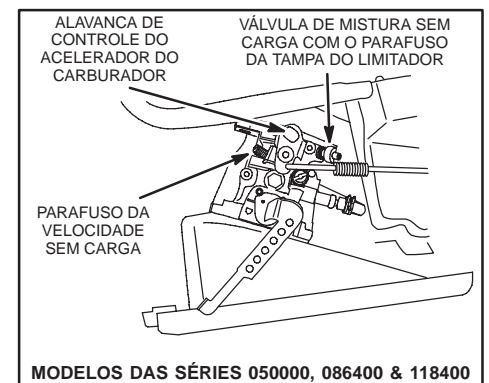 ALAVANCA DE
CONTROLE DO
ACELERADOR DO
CARBURADOR
VÁLVULA DE MISTURA SEM
CARGA COM O PARAFUSO
DA TAMPA DO LIMITADOR
PARAFUSO DA
VELOCIDADE
SEM CARGA
MODELOS DAS SÉRIES 050000, 086400 & 118400